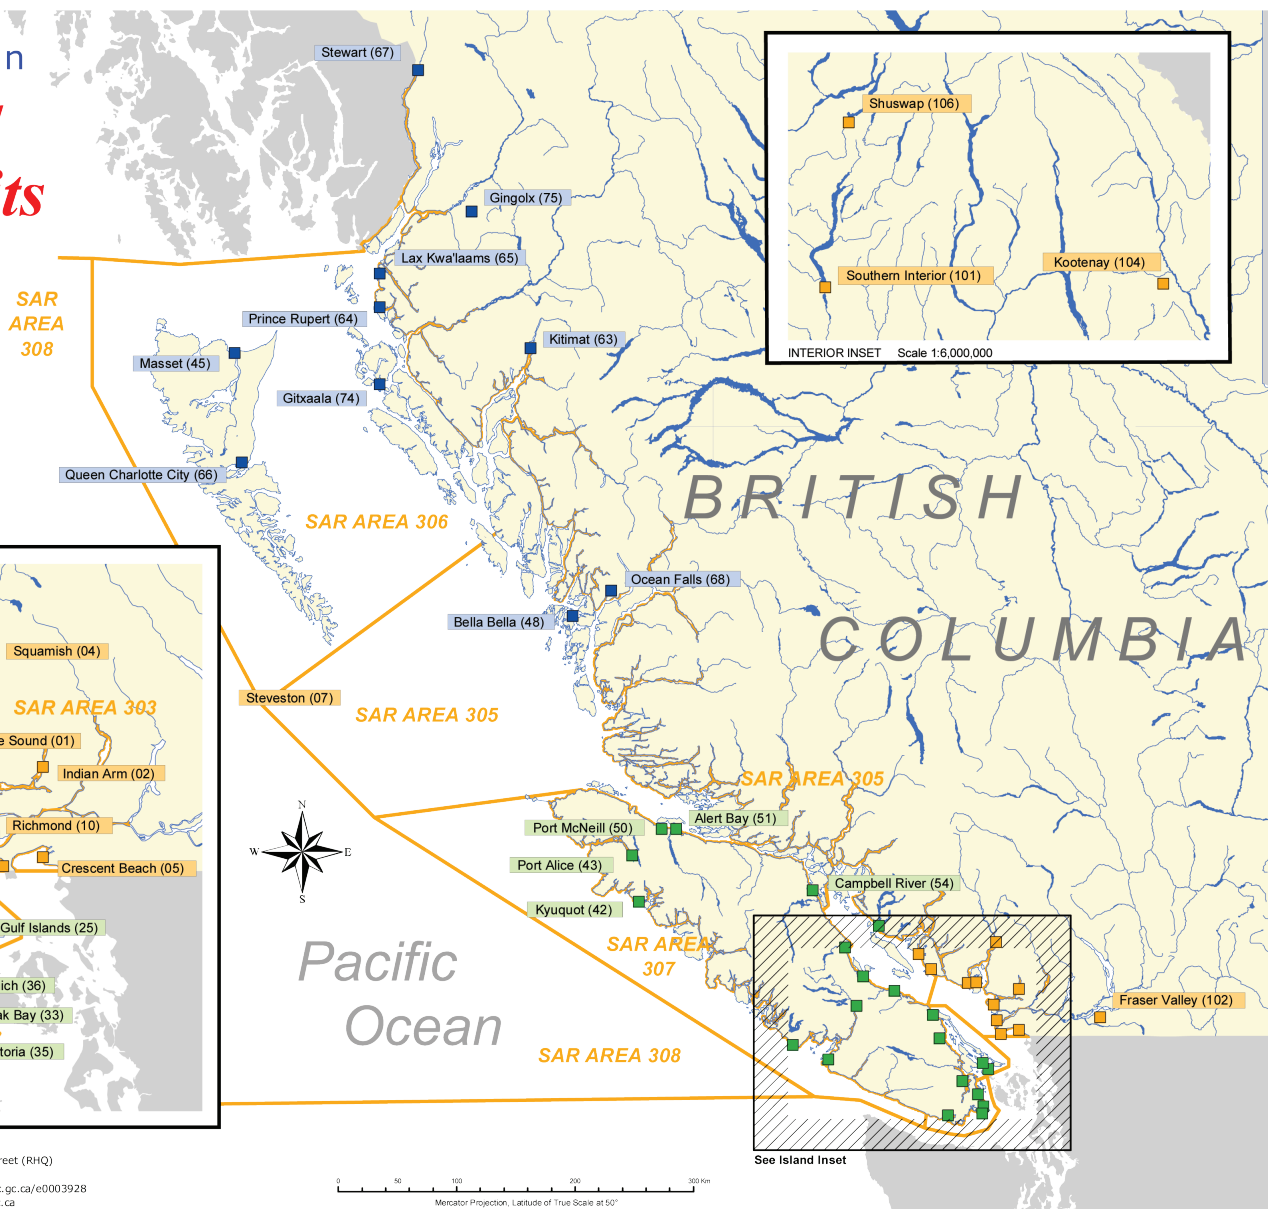 n
its
Stewart (67)
Gingolx (75)
Lax Kwa'laams (65)
Prince Rupert (64)
Kitimat (63)
Masset (45)
Gitxaala (74)
Queen Charlotte City (66)
SAR
AREA
308
Shuswap (106)
Southern Interior (101)
Kootenay (104)
INTERIOR INSET Scale 1:6,000,000
BRITISH
COLUMBIA
SAR AREA 306
Ocean Falls (68)
Bella Bella (48)
Squamish (04)
SAR AREA 303
e Sound (01)
Indian Arm (02)
Richmond (10)
Crescent Beach (05)
Gulf Islands (25)
ich (36)
ak Bay (33)
toria (35)
Steveston (07)
SAR AREA 305
SAR AREA 305
N
W
E
S
Port McNeill (50)
Alert Bay (51)
Port Alice (43)
Kyuquot (42)
Campbell River (54)
SAR AREA
307
Pacific
Ocean
SAR AREA 308
Fraser Valley (102)
See Island Inset
reet (RHQ)
c.gc.ca/e0003928
c.ca
0 50 100 200 300 Km
Mercator Projection, Latitude of True Scale at 50°